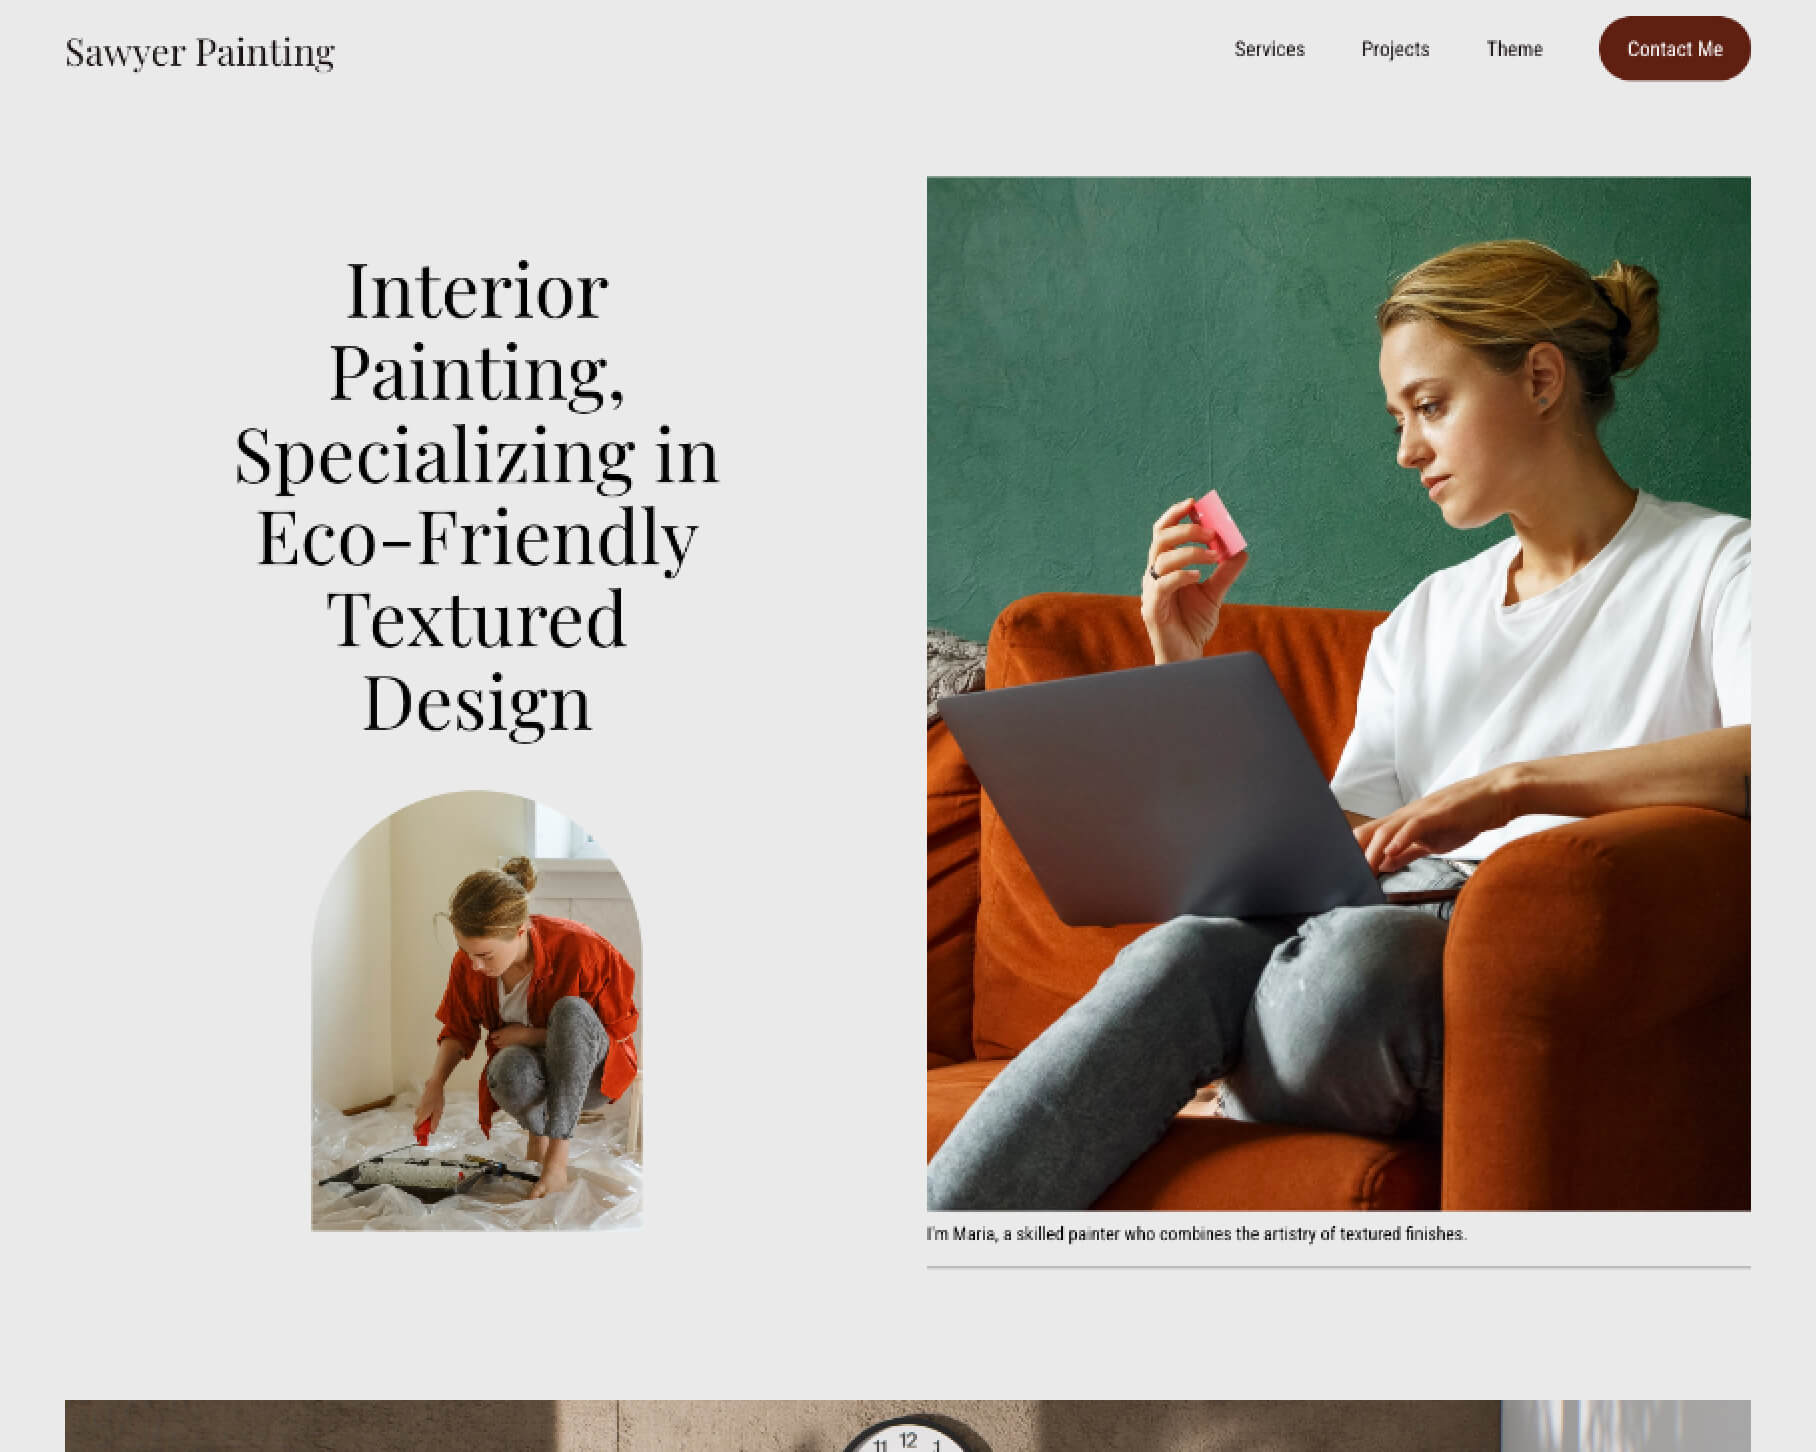 Sawyer Painting
Services
Projects
Theme
Contact Me
Interior
Painting,
Specializing in
Eco-Friendly
Textured
Design
I'm Maria, a skilled painter who combines the artistry of textured finishes.
11 12 1